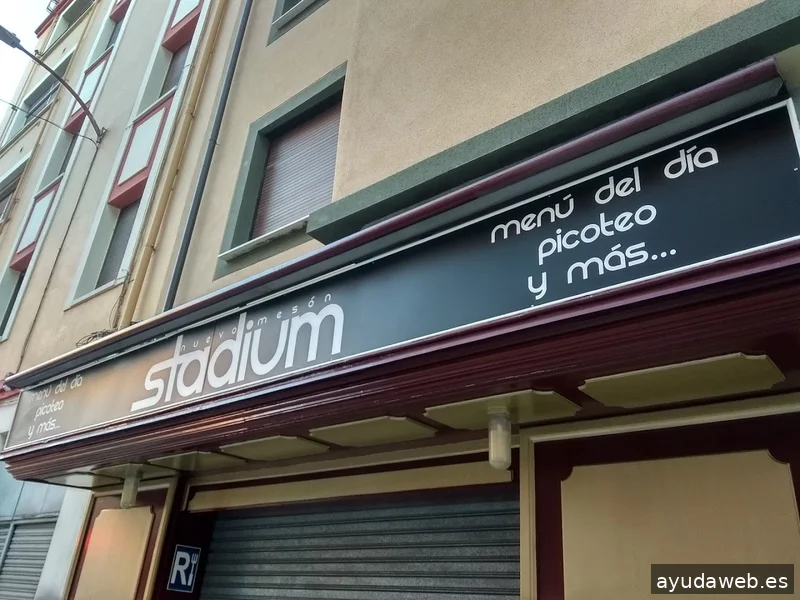 nuevo mesón
stadium
menú del día
picoteo
y más...
menú del día
picoteo
y más...
R
ayudaweb.es